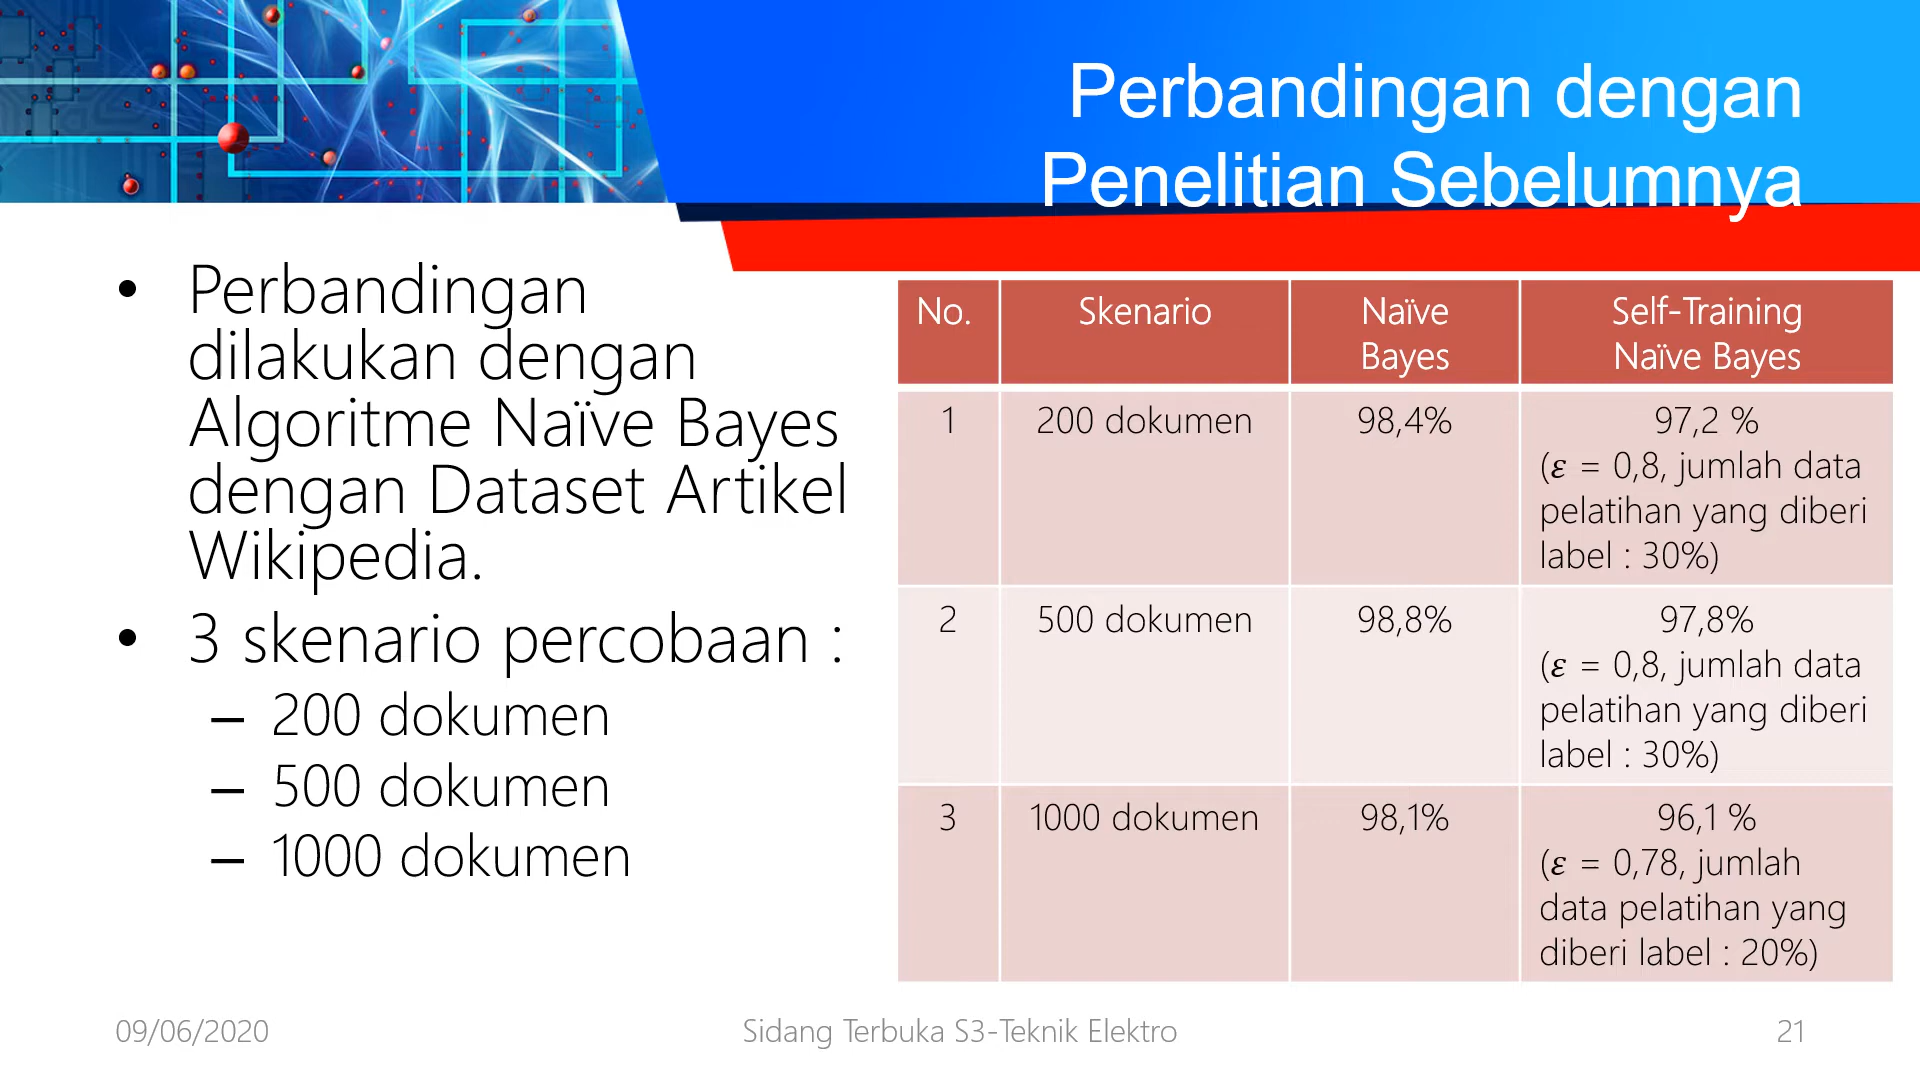 Perbandingan dengan
Penelitian Sebelumnya
• Perbandingan
dilakukan dengan
Algoritme Naïve Bayes
dengan Dataset Artikel
Wikipedia.
• 3 skenario percobaan :
– 200 dokumen
– 500 dokumen
– 1000 dokumen
No. Skenario Naïve Bayes Self-Training Naïve Bayes
1 200 dokumen 98,4% 97,2 %
(ε = 0,8, jumlah data
pelatihan yang diberi
label : 30%)
2 500 dokumen 98,8% 97,8%
(ε = 0,8, jumlah data
pelatihan yang diberi
label : 30%)
3 1000 dokumen 98,1% 96,1 %
(ε = 0,78, jumlah
data pelatihan yang
diberi label : 20%)
09/06/2020 Sidang Terbuka S3-Teknik Elektro 21